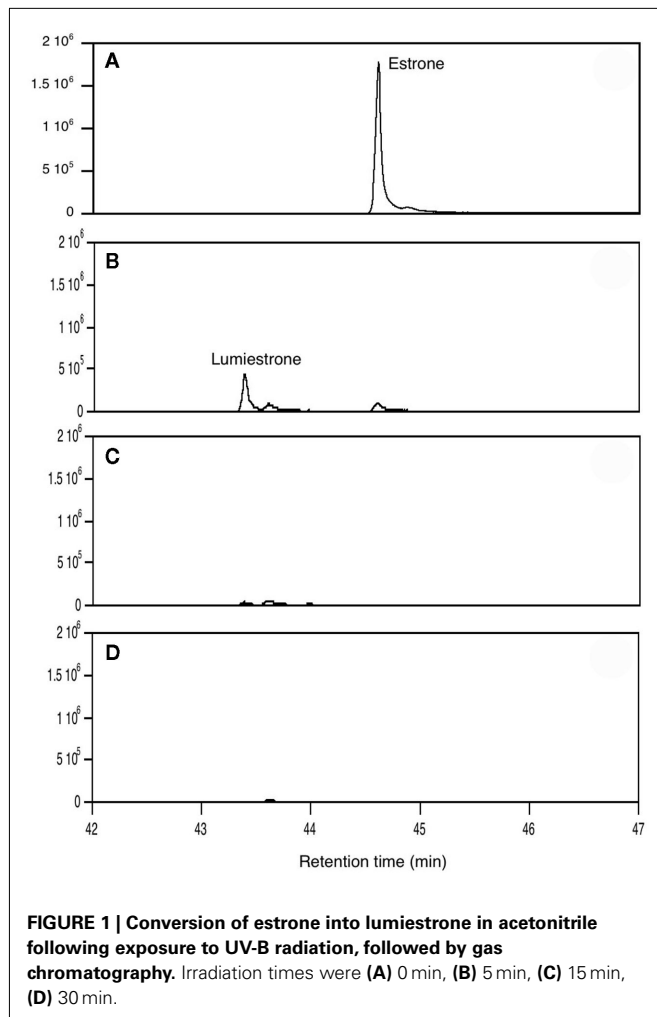 A
Estrone
2 10⁶
1.5 10⁶
1 10⁶
5 10⁵
0
B
Lumiestrone
2 10⁶
1.5 10⁶
1 10⁶
5 10⁵
0
C
2 10⁶
1.5 10⁶
1 10⁶
5 10⁵
0
D
2 10⁶
1.5 10⁶
1 10⁶
5 10⁵
0
42 43 44 45 46 47
Retention time (min)
FIGURE 1 | Conversion of estrone into lumiestrone in acetonitrile
following exposure to UV-B radiation, followed by gas
chromatography. Irradiation times were (A) 0 min, (B) 5 min, (C) 15 min,
(D) 30 min.